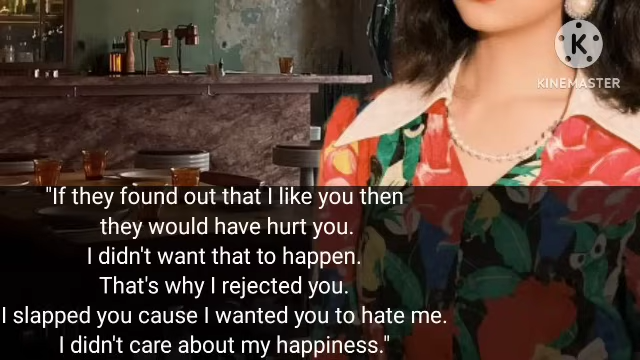 K
KINEMASTER
"If they found out that I like you then
they would have hurt you.
I didn't want that to happen.
That's why I rejected you.
I slapped you cause I wanted you to hate me.
I didn't care about my happiness."